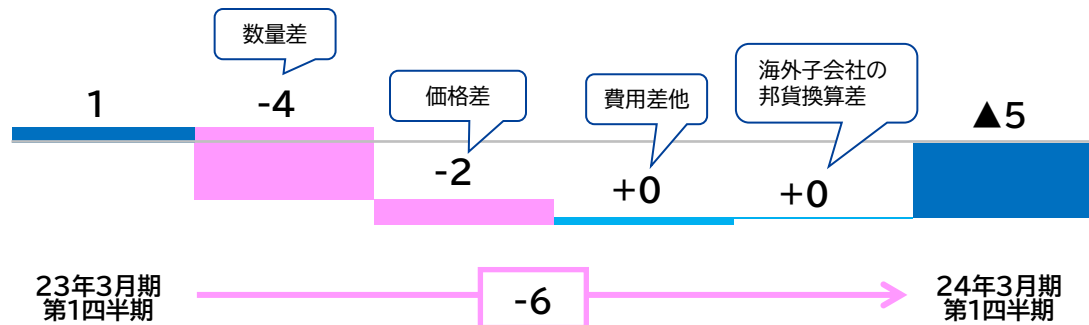 数量差
価格差
費用差他
海外子会社の
邦貨換算差
1
-4
-2
+0
+0
▲5
23年3月期
第1四半期
-6
24年3月期
第1四半期